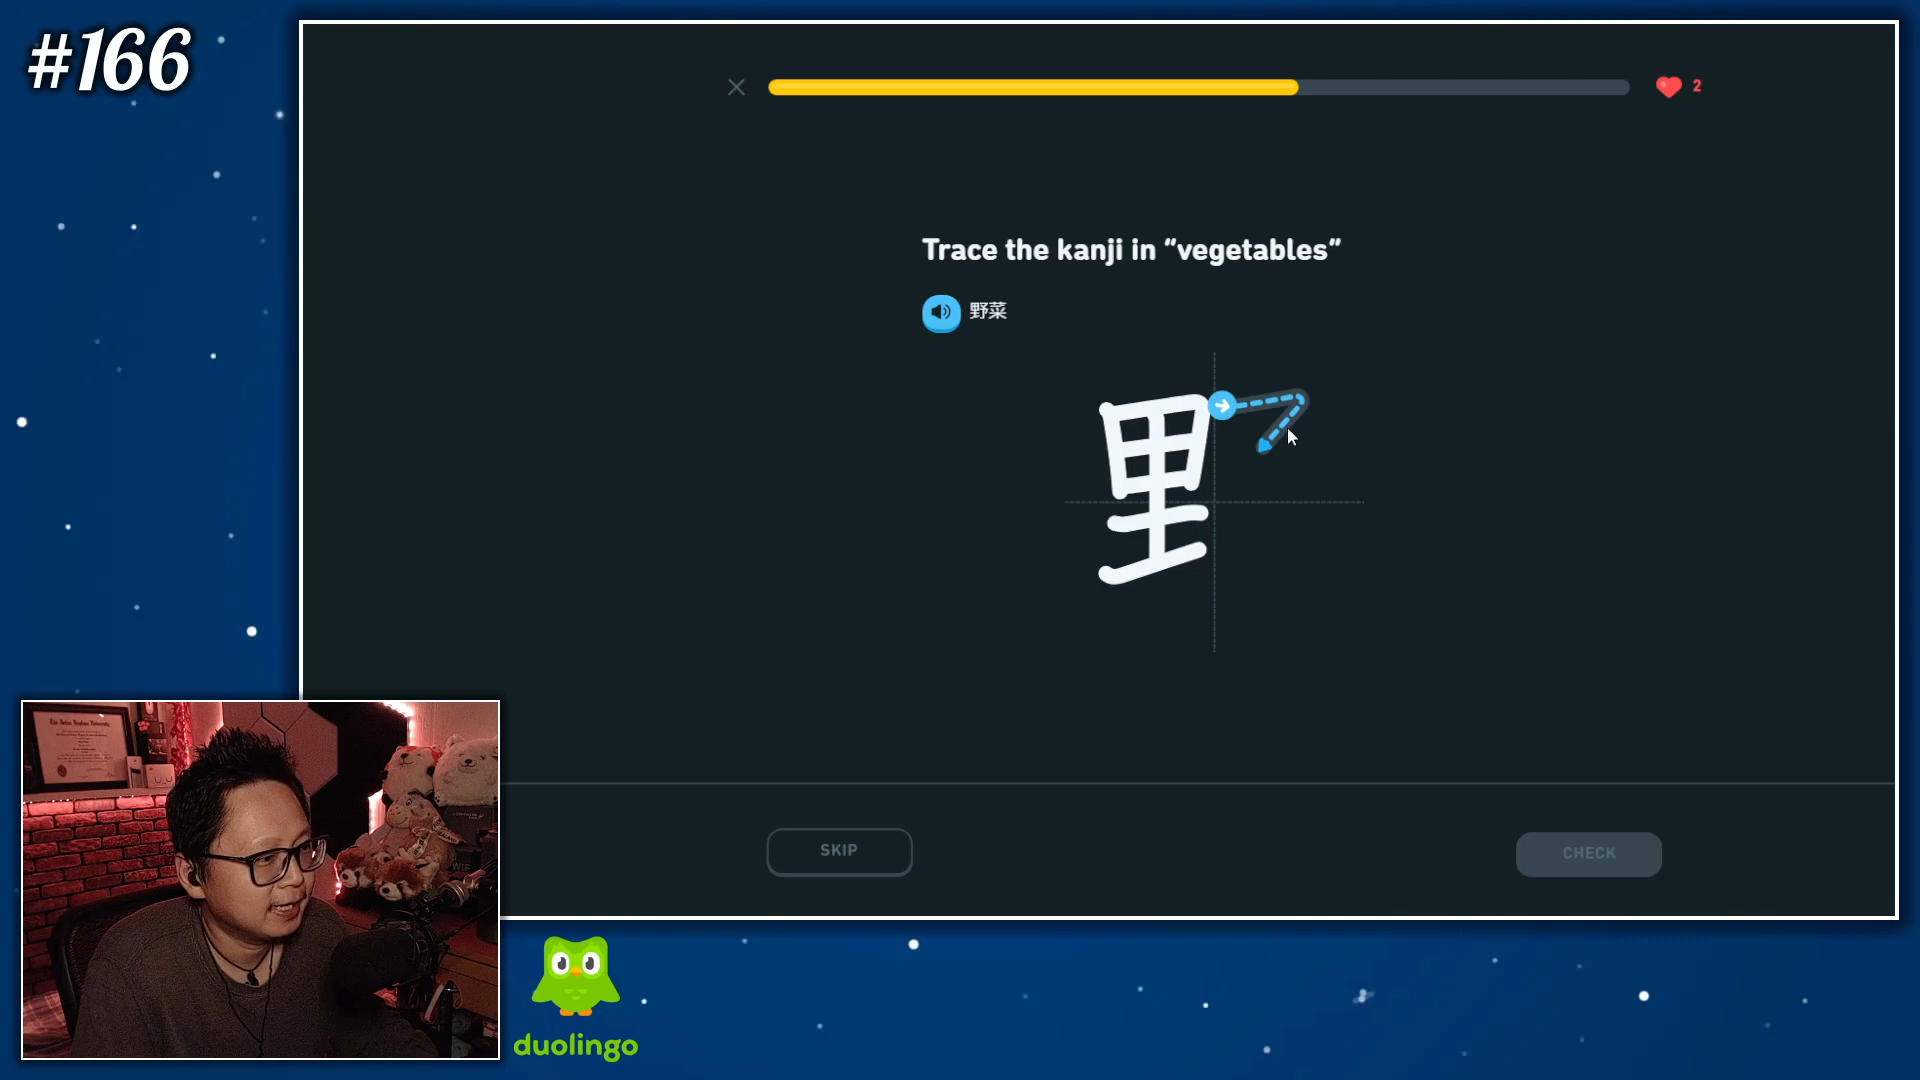 #166
2
Trace the kanji in “vegetables”
野菜
里
SKIP
CHECK
duolingo